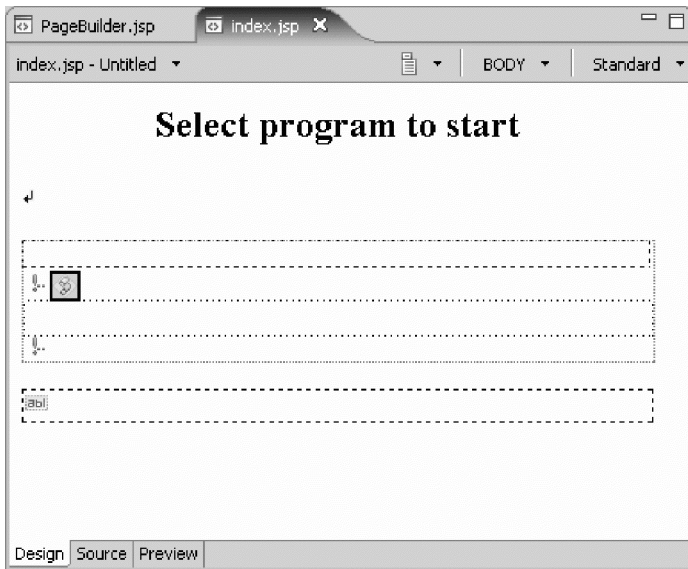 PageBuilder.jsp index.jsp
index.jsp - Untitled BODY Standard
Select program to start
abl
Design Source Preview